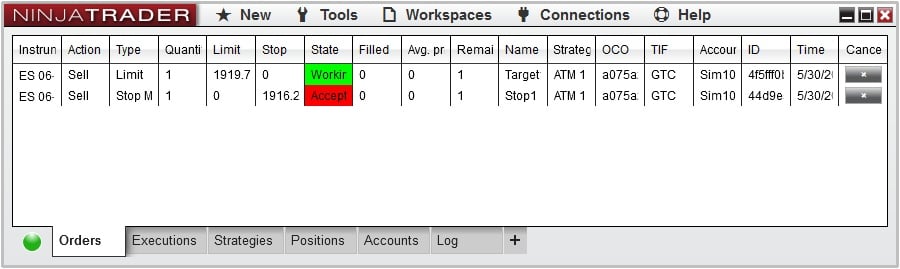 NINJATRADER New Tools Workspaces Connections Help
Instrun Action Type Quanti Limit Stop State Filled Avg. pr Remai Name Strateg OCO TIF Accour ID Time Cance
ES 06- Sell Limit 1 1919.7 0 Workir 0 0 1 Target ATM 1 a075a: GTC Sim10 4f5fff0l 5/30/20
ES 06- Sell Stop M 1 0 1916.2 Accept 0 0 1 Stop1 ATM 1 a075a: GTC Sim10 44d9e 5/30/20
Orders Executions Strategies Positions Accounts Log +